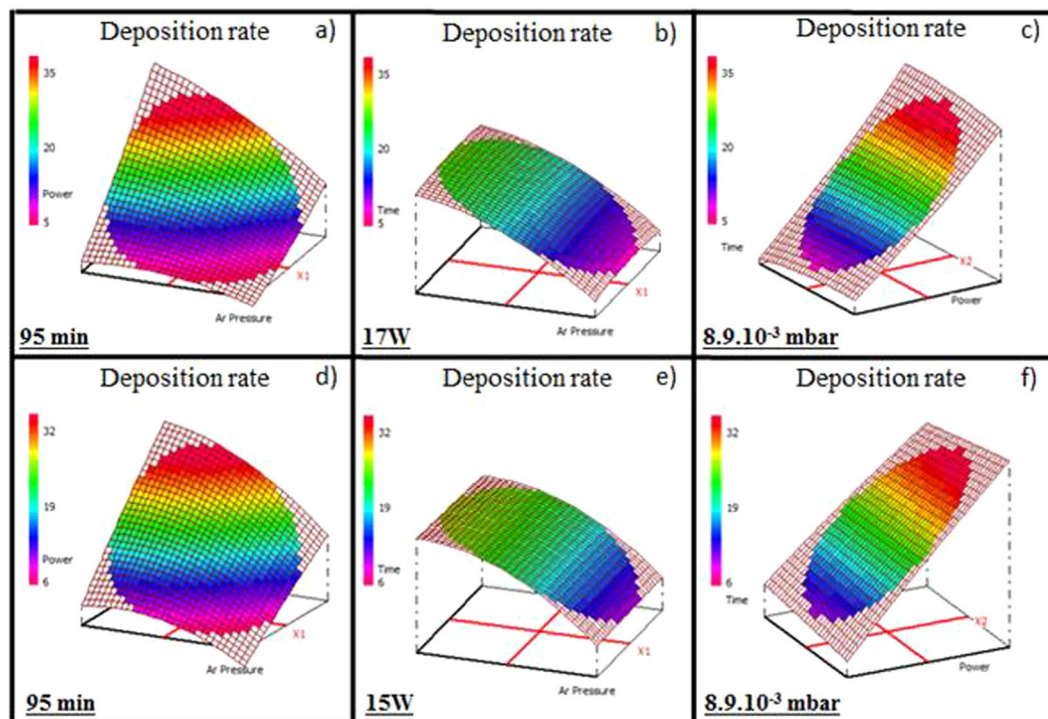 Deposition rate a)
35
20
Power
5
X1
Ar Pressure
95 min
Deposition rate b)
35
20
Time
5
X1
Ar Pressure
17W
Deposition rate c)
35
20
5
Time
X2
Power
8.9.10⁻³ mbar
Deposition rate d)
32
19
Power
6
X1
Ar Pressure
95 min
Deposition rate e)
32
19
Time
6
X1
Ar Pressure
15W
Deposition rate f)
32
19
6
Time
X2
Power
8.9.10⁻³ mbar